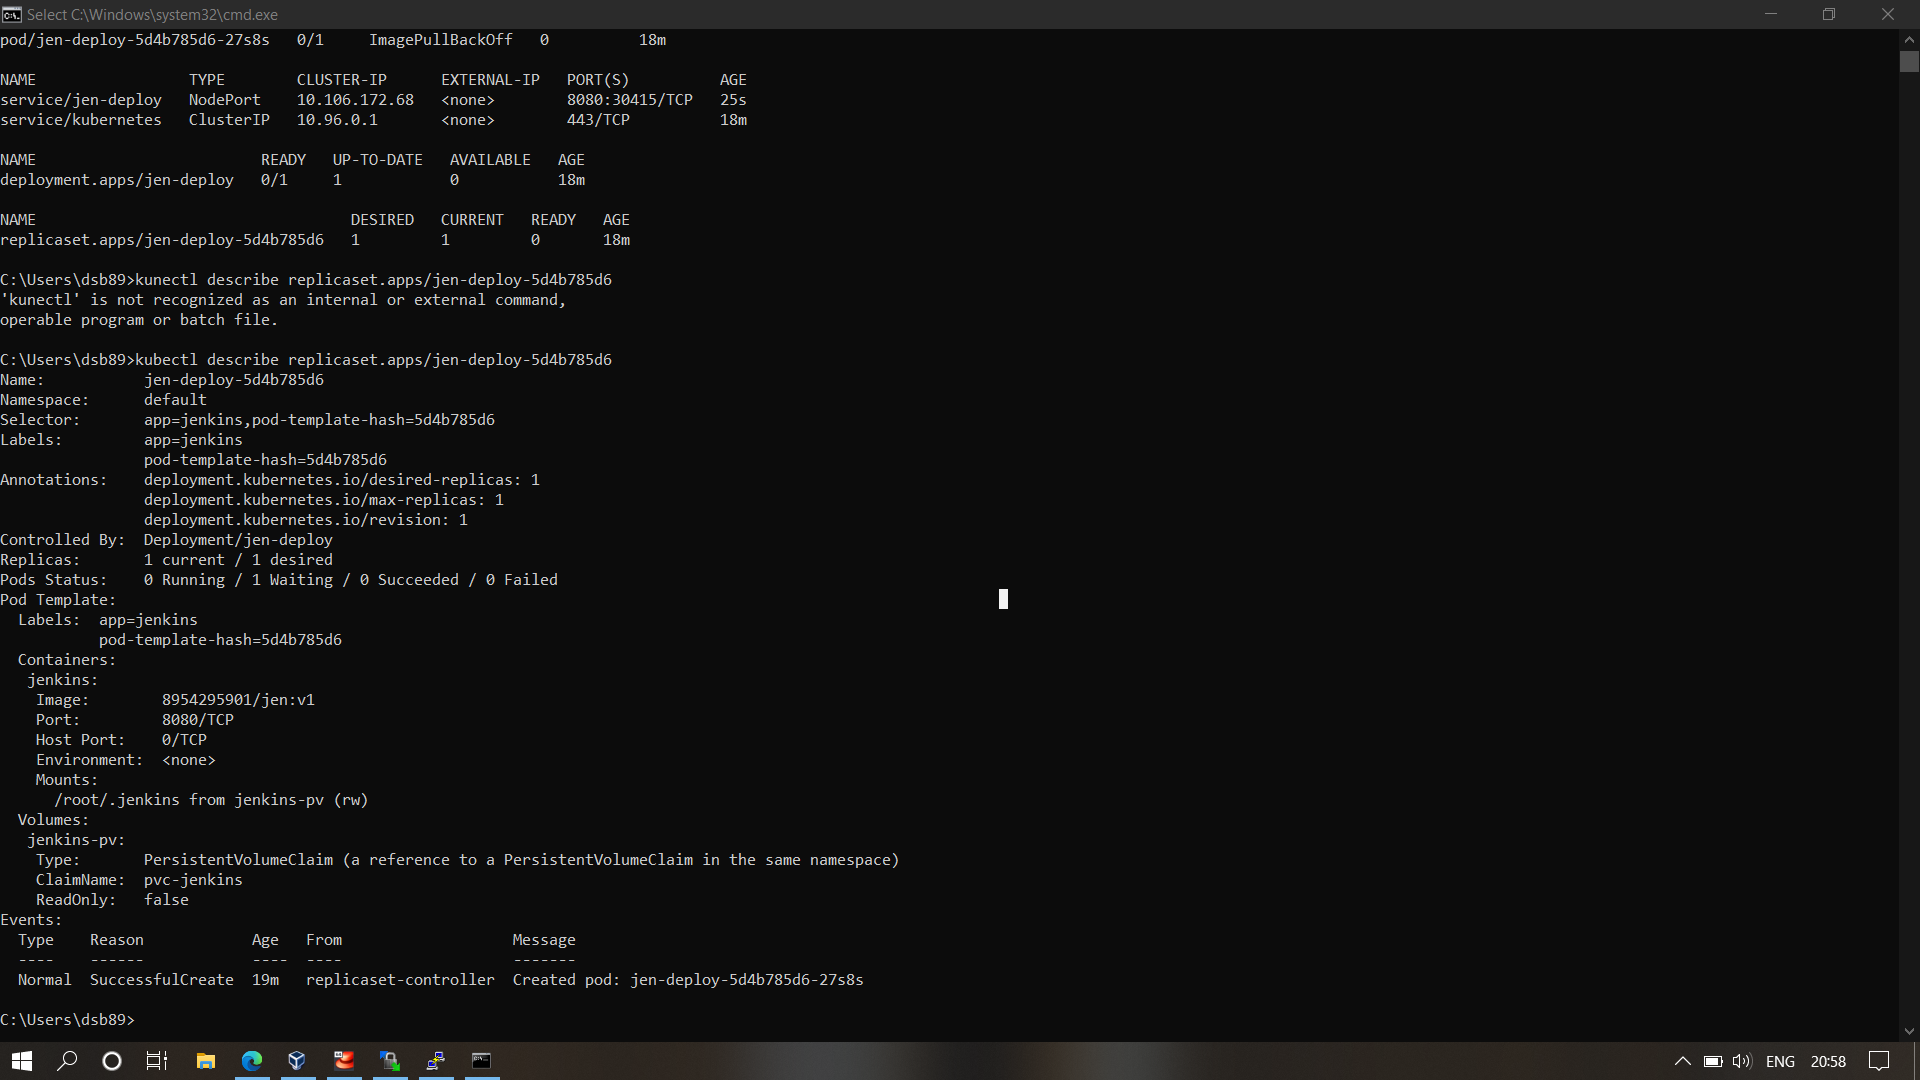 Select C:\Windows\system32\cmd.exe
pod/jen-deploy-5d4b785d6-27s8s   0/1     ImagePullBackOff   0          18m
NAME                 TYPE        CLUSTER-IP      EXTERNAL-IP   PORT(S)          AGE
service/jen-deploy   NodePort    10.106.172.68   <none>        8080:30415/TCP   25s
service/kubernetes   ClusterIP   10.96.0.1       <none>        443/TCP          18m
NAME                         READY   UP-TO-DATE   AVAILABLE   AGE
deployment.apps/jen-deploy   0/1     1            0           18m
NAME                                   DESIRED   CURRENT   READY   AGE
replicaset.apps/jen-deploy-5d4b785d6   1         1         0       18m
C:\Users\dsb89>kunectl describe replicaset.apps/jen-deploy-5d4b785d6
'kunectl' is not recognized as an internal or external command,
operable program or batch file.
C:\Users\dsb89>kubectl describe replicaset.apps/jen-deploy-5d4b785d6
Name:           jen-deploy-5d4b785d6
Namespace:      default
Selector:       app=jenkins,pod-template-hash=5d4b785d6
Labels:         app=jenkins
                pod-template-hash=5d4b785d6
Annotations:    deployment.kubernetes.io/desired-replicas: 1
                deployment.kubernetes.io/max-replicas: 1
                deployment.kubernetes.io/revision: 1
Controlled By:  Deployment/jen-deploy
Replicas:       1 current / 1 desired
Pods Status:    0 Running / 1 Waiting / 0 Succeeded / 0 Failed
Pod Template:
  Labels:  app=jenkins
           pod-template-hash=5d4b785d6
  Containers:
   jenkins:
    Image:        8954295901/jen:v1
    Port:         8080/TCP
    Host Port:    0/TCP
    Environment:  <none>
    Mounts:
      /root/.jenkins from jenkins-pv (rw)
  Volumes:
   jenkins-pv:
    Type:       PersistentVolumeClaim (a reference to a PersistentVolumeClaim in the same namespace)
    ClaimName:  pvc-jenkins
    ReadOnly:   false
Events:
  Type    Reason            Age   From                   Message
  ----    ------            ----  ----                   -------
  Normal  SuccessfulCreate  19m   replicaset-controller  Created pod: jen-deploy-5d4b785d6-27s8s
C:\Users\dsb89>
ENG 20:58